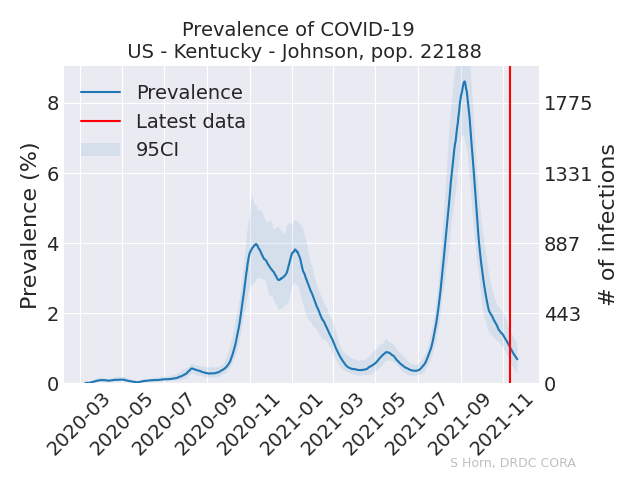 Prevalence of COVID-19
US - Kentucky - Johnson, pop. 22188
Prevalence
Latest data
95CI
Prevalence (%)
8
6
4
2
0
1775
1331
887
443
0
# of infections
2020-03
2020-05
2020-07
2020-09
2020-11
2021-01
2021-03
2021-05
2021-07
2021-09
2021-11
S Horn, DRDC CORA